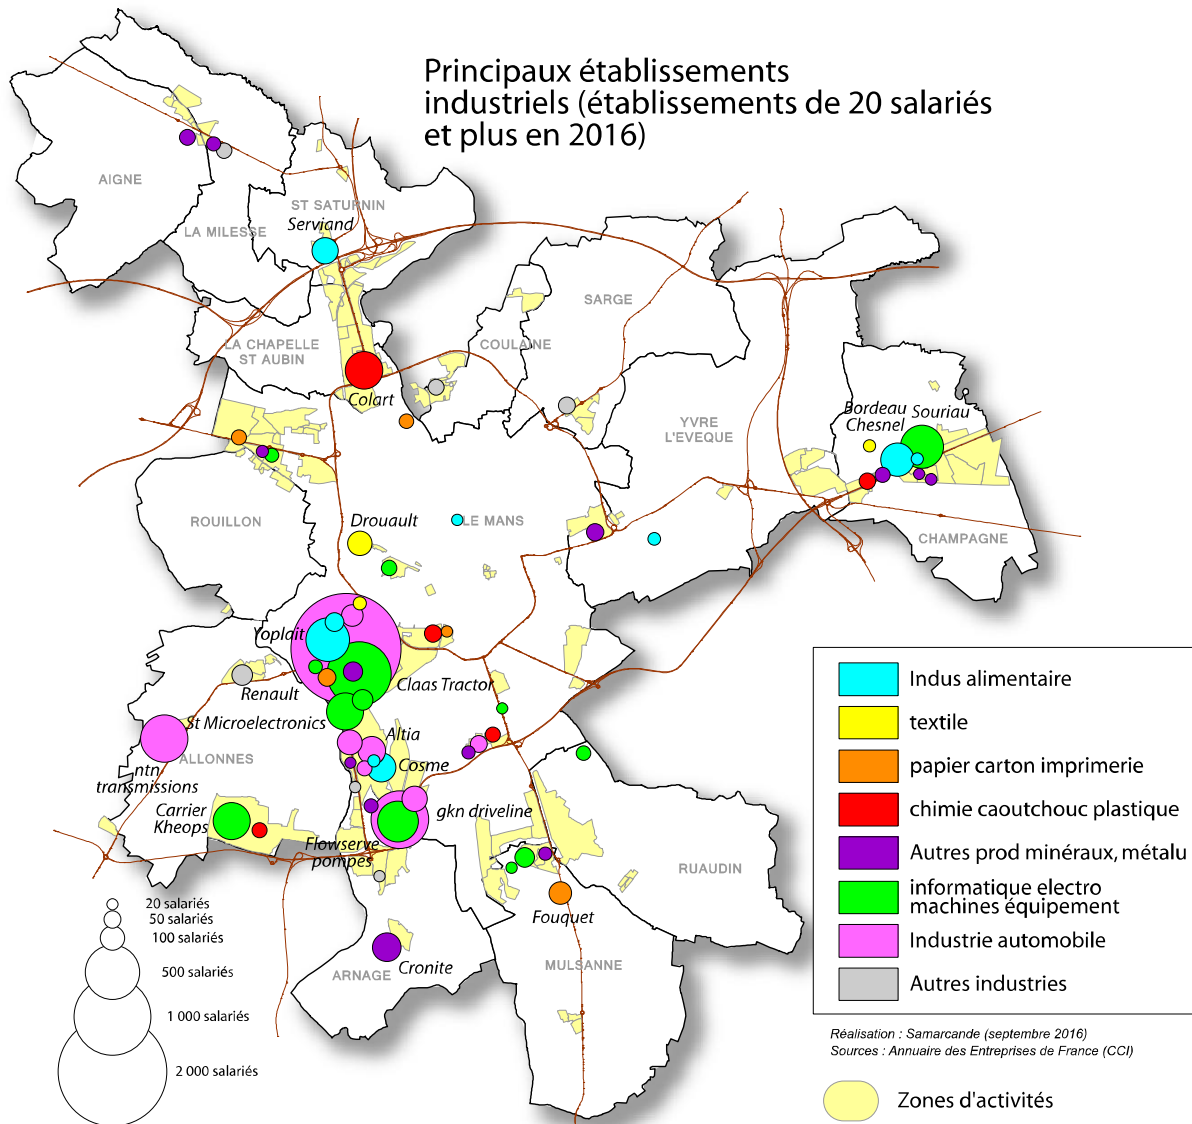 Principaux établissements
industriels (établissements de 20 salariés
et plus en 2016)
AIGNE
ST SATURNIN
LA MILESSE
Serviand
SARGE
LA CHAPELLE
ST AUBIN
COULAINE
Colart
YVRE
L'EVEQUE
Bordeau
Chesnel
Souriau
ROUILLON
Drouault
LE MANS
CHAMPAGNE
Yoplait
Renault
Claas Tractor
St Microelectronics
Altia
ALLONNES
Cosme
ntn-
transmissions
Carrier
Kheops
gkn driveline
Flowserve
pompes
RUAUDIN
Fouquet
ARNAGE
Cronite
MULSANNE
20 salariés
50 salariés
100 salariés
500 salariés
1 000 salariés
2 000 salariés
Indus alimentaire
textile
papier carton imprimerie
chimie caoutchouc plastique
Autres prod minéraux, métalu
informatique electro
machines équipement
Industrie automobile
Autres industries
Réalisation : Samarcande (septembre 2016)
Sources : Annuaire des Entreprises de France (CCI)
Zones d'activités